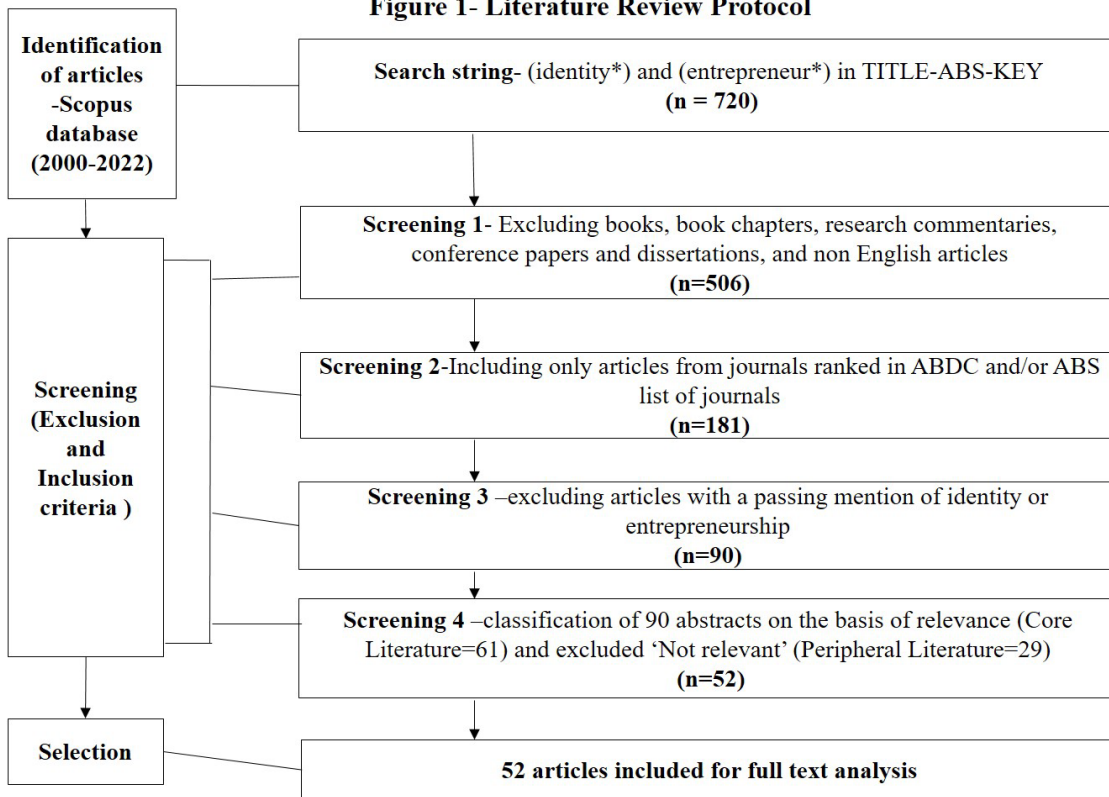 Figure 1- Literature Review Protocol
Identification
of articles
-Scopus
database
(2000-2022)
Search string- (identity*) and (entrepreneur*) in TITLE-ABS-KEY
(n = 720)
Screening 1- Excluding books, book chapters, research commentaries,
conference papers and dissertations, and non English articles
(n=506)
Screening
(Exclusion
and
Inclusion
criteria )
Screening 2-Including only articles from journals ranked in ABDC and/or ABS
list of journals
(n=181)
Screening 3 –excluding articles with a passing mention of identity or
entrepreneurship
(n=90)
Screening 4 –classification of 90 abstracts on the basis of relevance (Core
Literature=61) and excluded ‘Not relevant’ (Peripheral Literature=29)
(n=52)
Selection
52 articles included for full text analysis